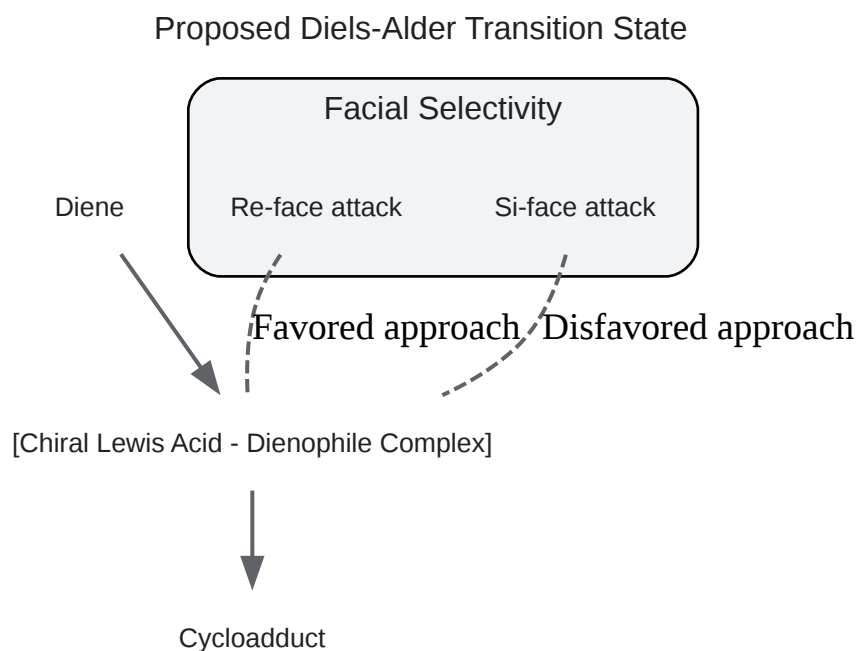 Proposed Diels-Alder Transition State
Facial Selectivity
Diene
Re-face attack
Si-face attack
Favored approach
Disfavored approach
[Chiral Lewis Acid - Dienophile Complex]
Cycloadduct